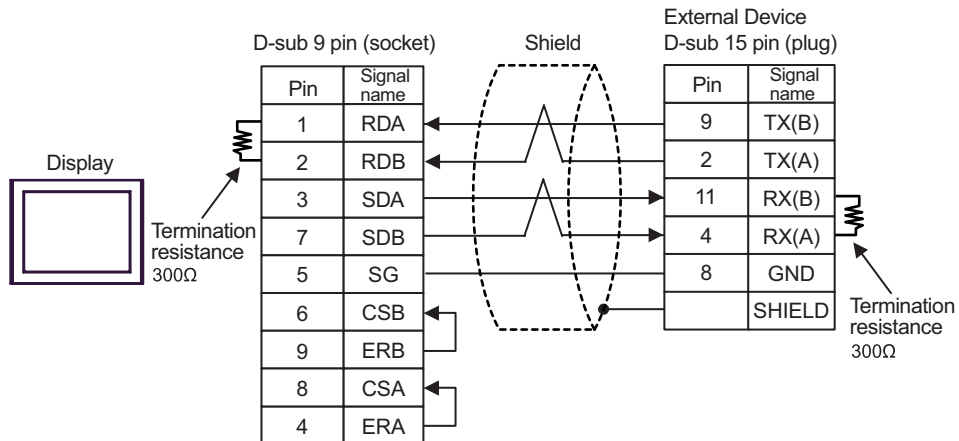 External Device
D-sub 9 pin (socket)
Shield
D-sub 15 pin (plug)
Pin
Signal name
1
RDA
2
RDB
3
SDA
7
SDB
5
SG
6
CSB
9
ERB
8
CSA
4
ERA
Pin
Signal name
9
TX(B)
2
TX(A)
11
RX(B)
4
RX(A)
8
GND
SHIELD
Display
Termination
resistance
300Ω
Termination
resistance
300Ω